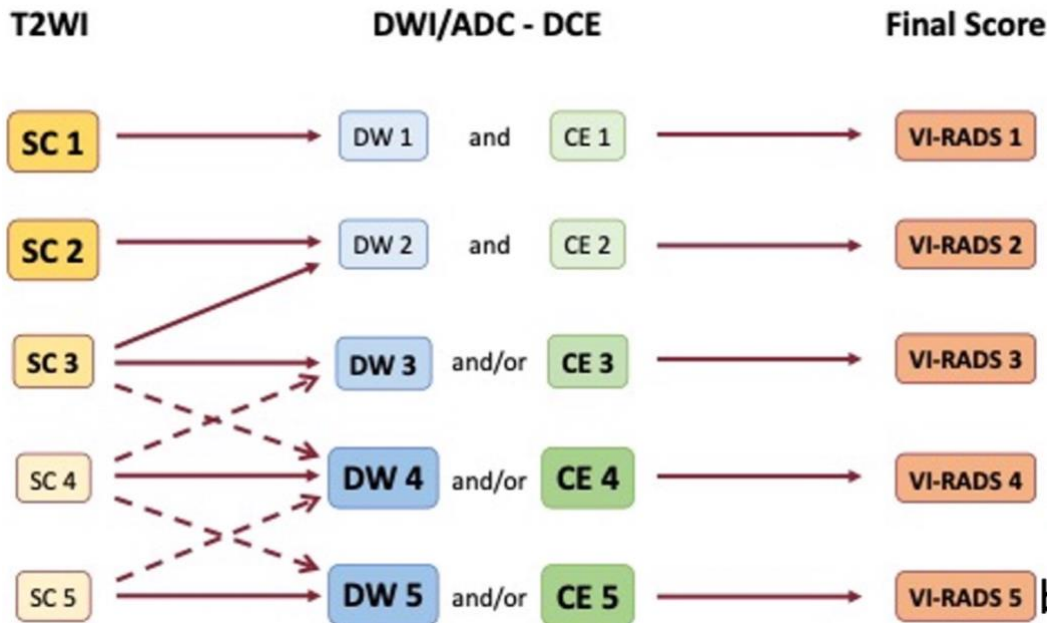 T2WI DWI/ADC - DCE Final Score
SC 1 DW 1 and CE 1 VI-RADS 1
SC 2 DW 2 and CE 2 VI-RADS 2
SC 3 DW 3 and/or CE 3 VI-RADS 3
SC 4 DW 4 and/or CE 4 VI-RADS 4
SC 5 DW 5 and/or CE 5 VI-RADS 5